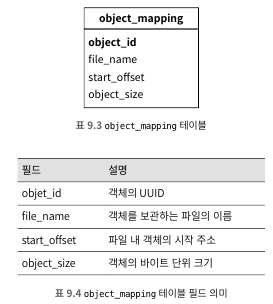 object_mapping
object_id
file_name
start_offset
object_size
표 9.3 object_mapping 테이블
필드 설명
objet_id 객체의 UUID
file_name 객체를 보관하는 파일의 이름
start_offset 파일 내 객체의 시작 주소
object_size 객체의 바이트 단위 크기
표 9.4 object_mapping 테이블 필드 의미